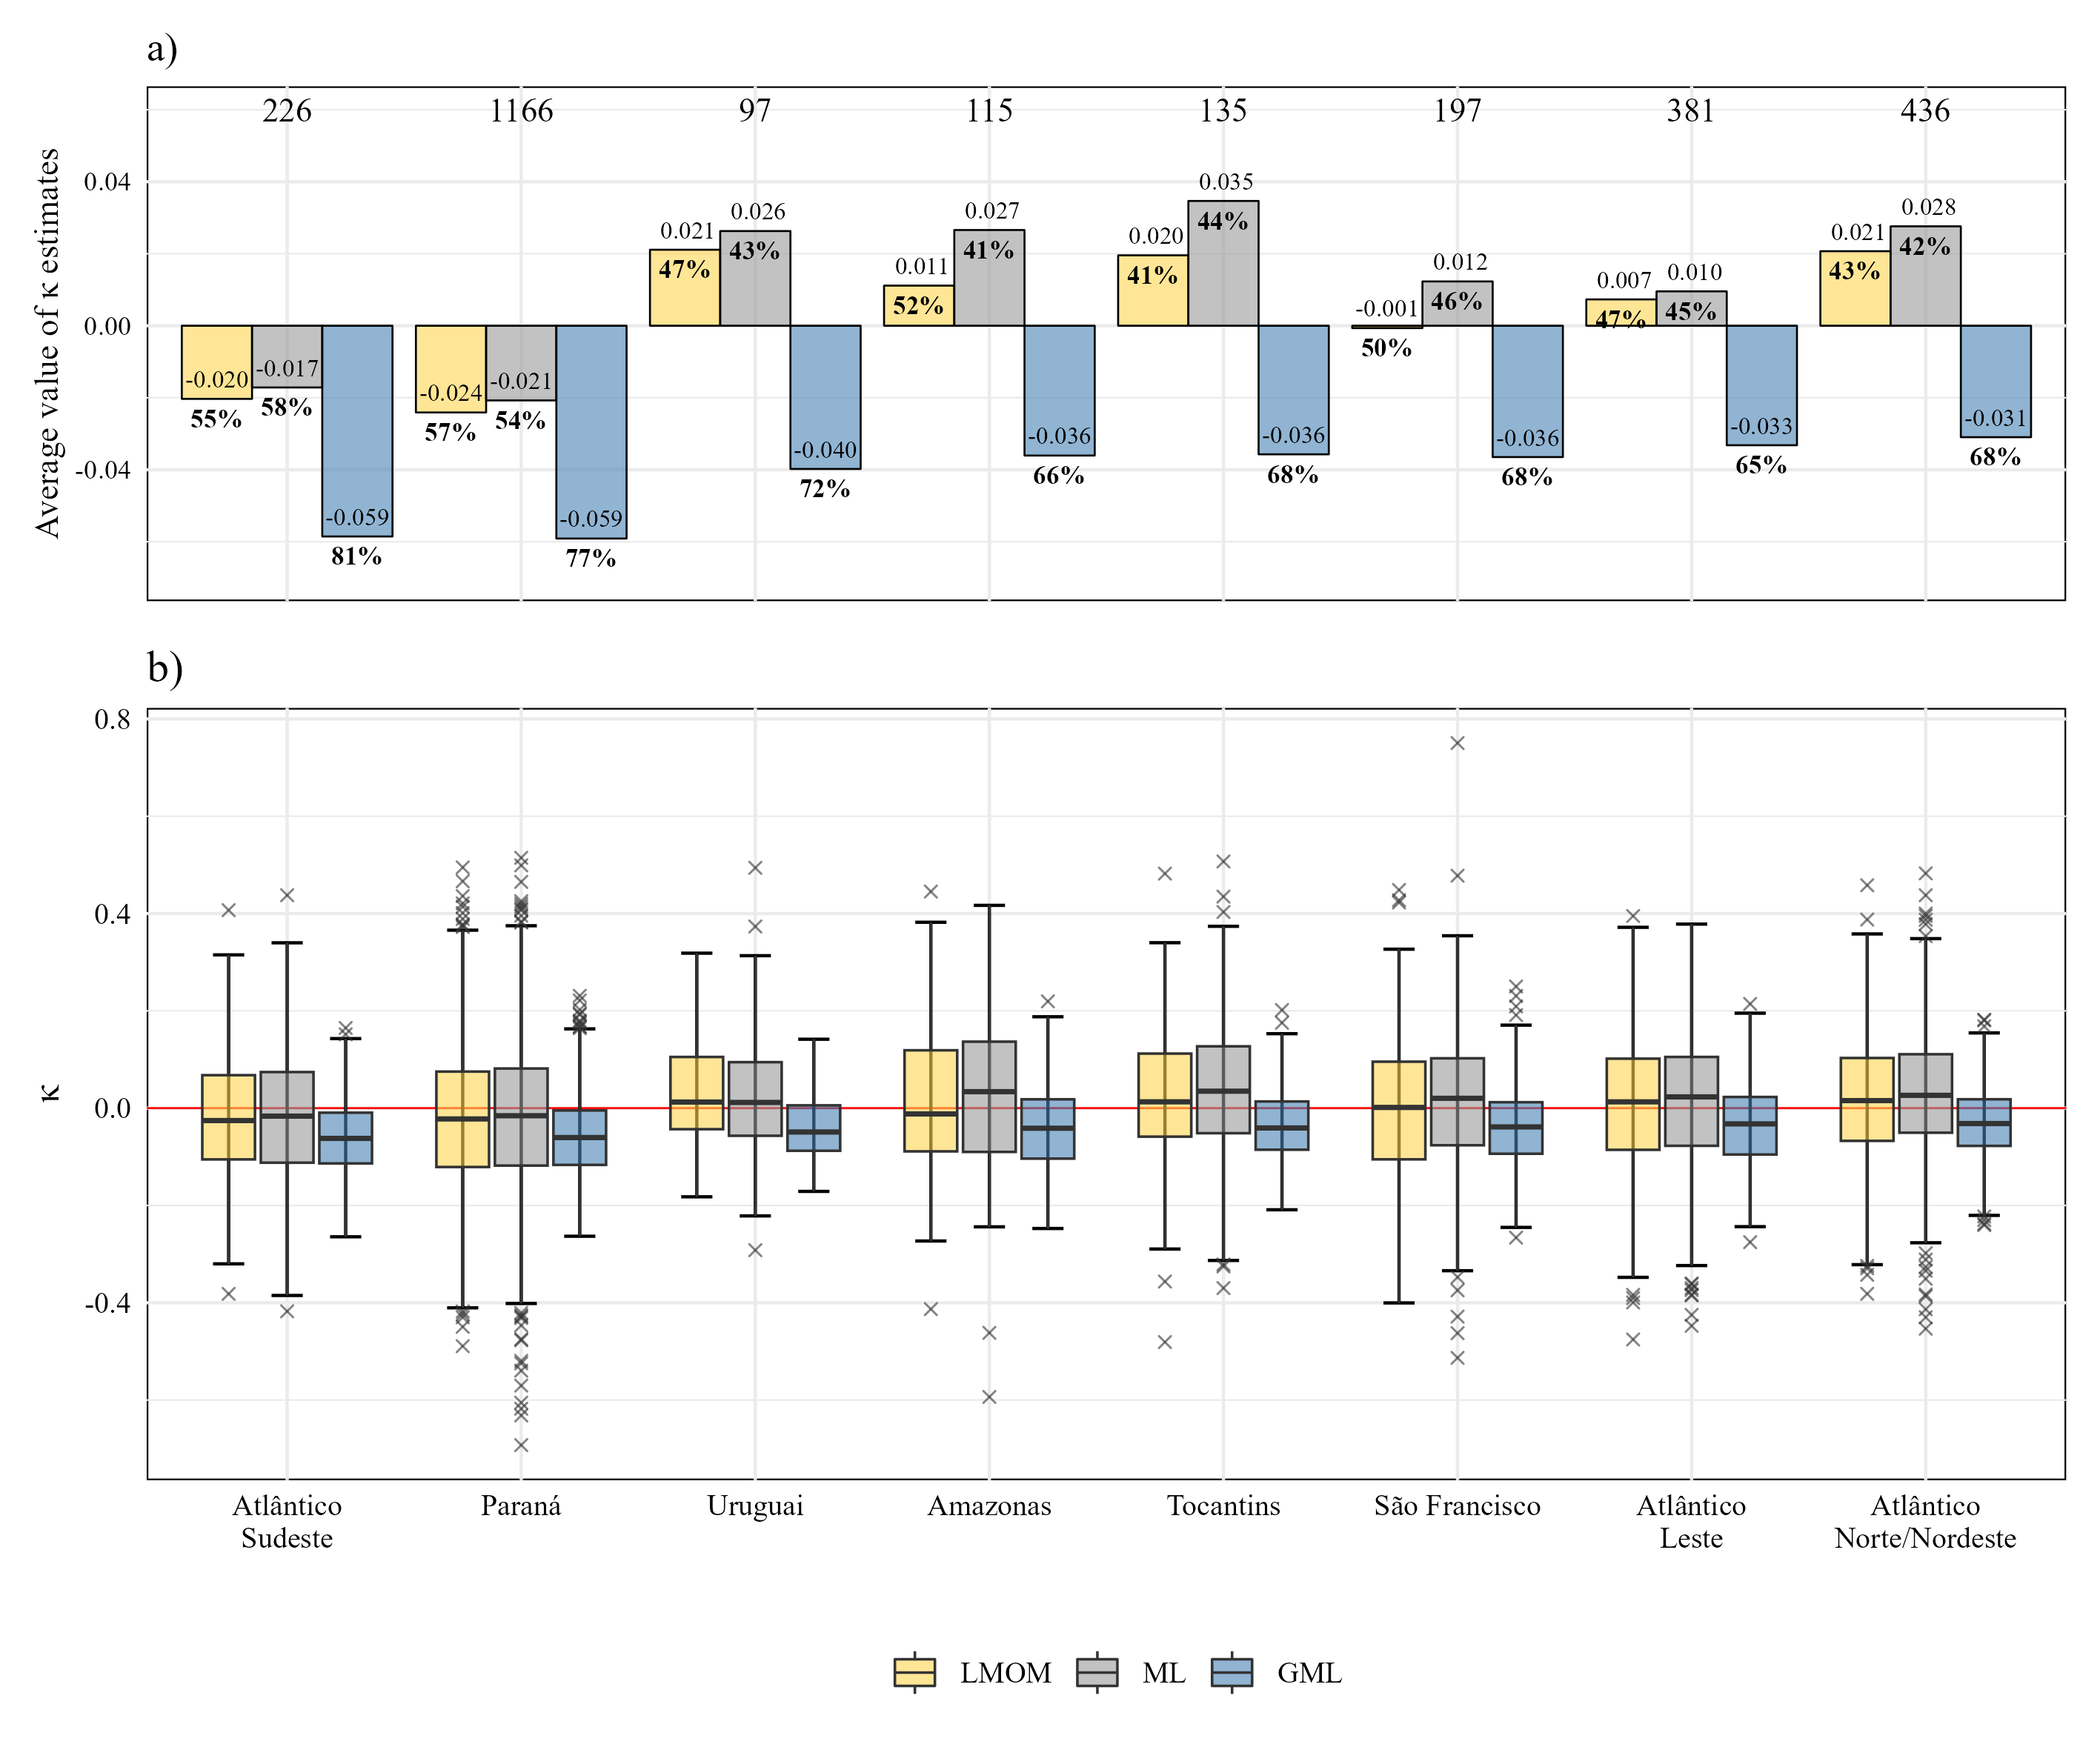 a)
226 1166 97 115 135 197 381 436
Average value of κ estimates
0.04
0.00
-0.04
-0.020 -0.017 -0.059
55% 58% 81%
-0.024 -0.021 -0.059
57% 54% 77%
0.021 0.026 -0.040
47% 43% 72%
0.011 0.027 -0.036
52% 41% 66%
0.020 0.035 -0.036
41% 44% 68%
-0.001 0.012 -0.036
50% 46% 68%
0.007 0.010 -0.033
47% 45% 65%
0.021 0.028 -0.031
43% 42% 68%
b)
κ
0.8
0.4
0.0
-0.4
Atlântico
Sudeste
Paraná
Uruguai
Amazonas
Tocantins
São Francisco
Atlântico
Leste
Atlântico
Norte/Nordeste
LMOM ML GML